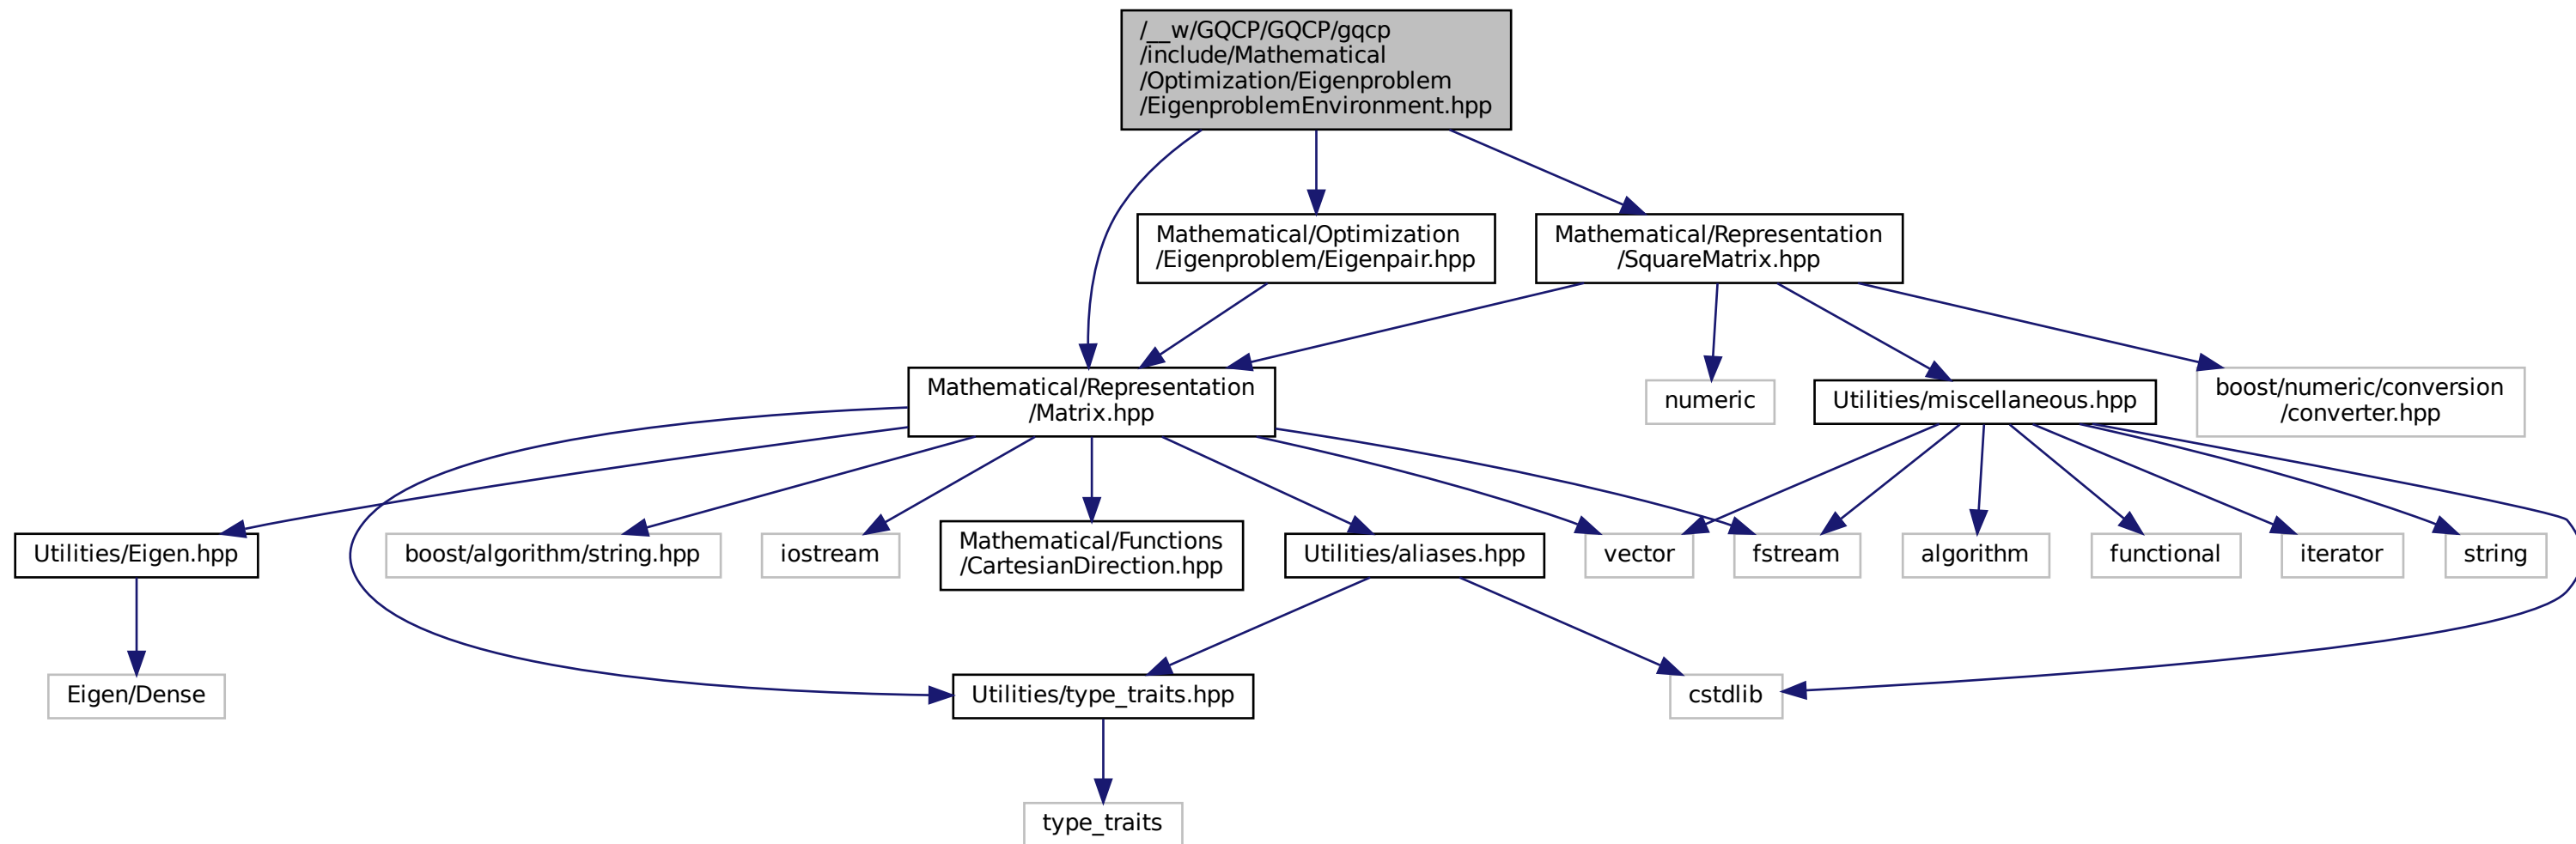 /__w/GQCP/GQCP/gqcp
/include/Mathematical
/Optimization/Eigenproblem
/EigenproblemEnvironment.hpp
Mathematical/Optimization
/Eigenproblem/Eigenpair.hpp
Mathematical/Representation
/SquareMatrix.hpp
Mathematical/Representation
/Matrix.hpp
numeric
Utilities/miscellaneous.hpp
boost/numeric/conversion
/converter.hpp
Utilities/Eigen.hpp
boost/algorithm/string.hpp
iostream
Mathematical/Functions
/CartesianDirection.hpp
Utilities/aliases.hpp
vector
fstream
algorithm
functional
iterator
string
Eigen/Dense
Utilities/type_traits.hpp
cstdlib
type_traits